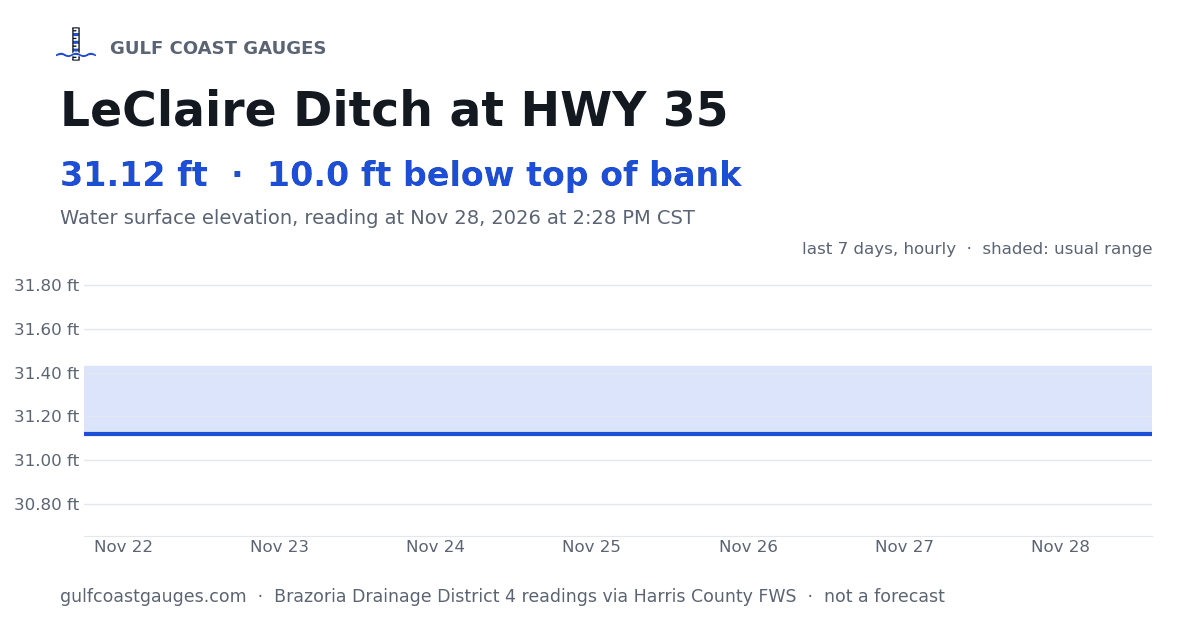 GULF COAST GAUGES
LeClaire Ditch at HWY 35
31.12 ft · 10.0 ft below top of bank
Water surface elevation, reading at Nov 28, 2026 at 2:28 PM CST
last 7 days, hourly · shaded: usual range
31.80 ft
31.60 ft
31.40 ft
31.20 ft
31.00 ft
30.80 ft
Nov 22 Nov 23 Nov 24 Nov 25 Nov 26 Nov 27 Nov 28
gulfcoastgauges.com · Brazoria Drainage District 4 readings via Harris County FWS · not a forecast